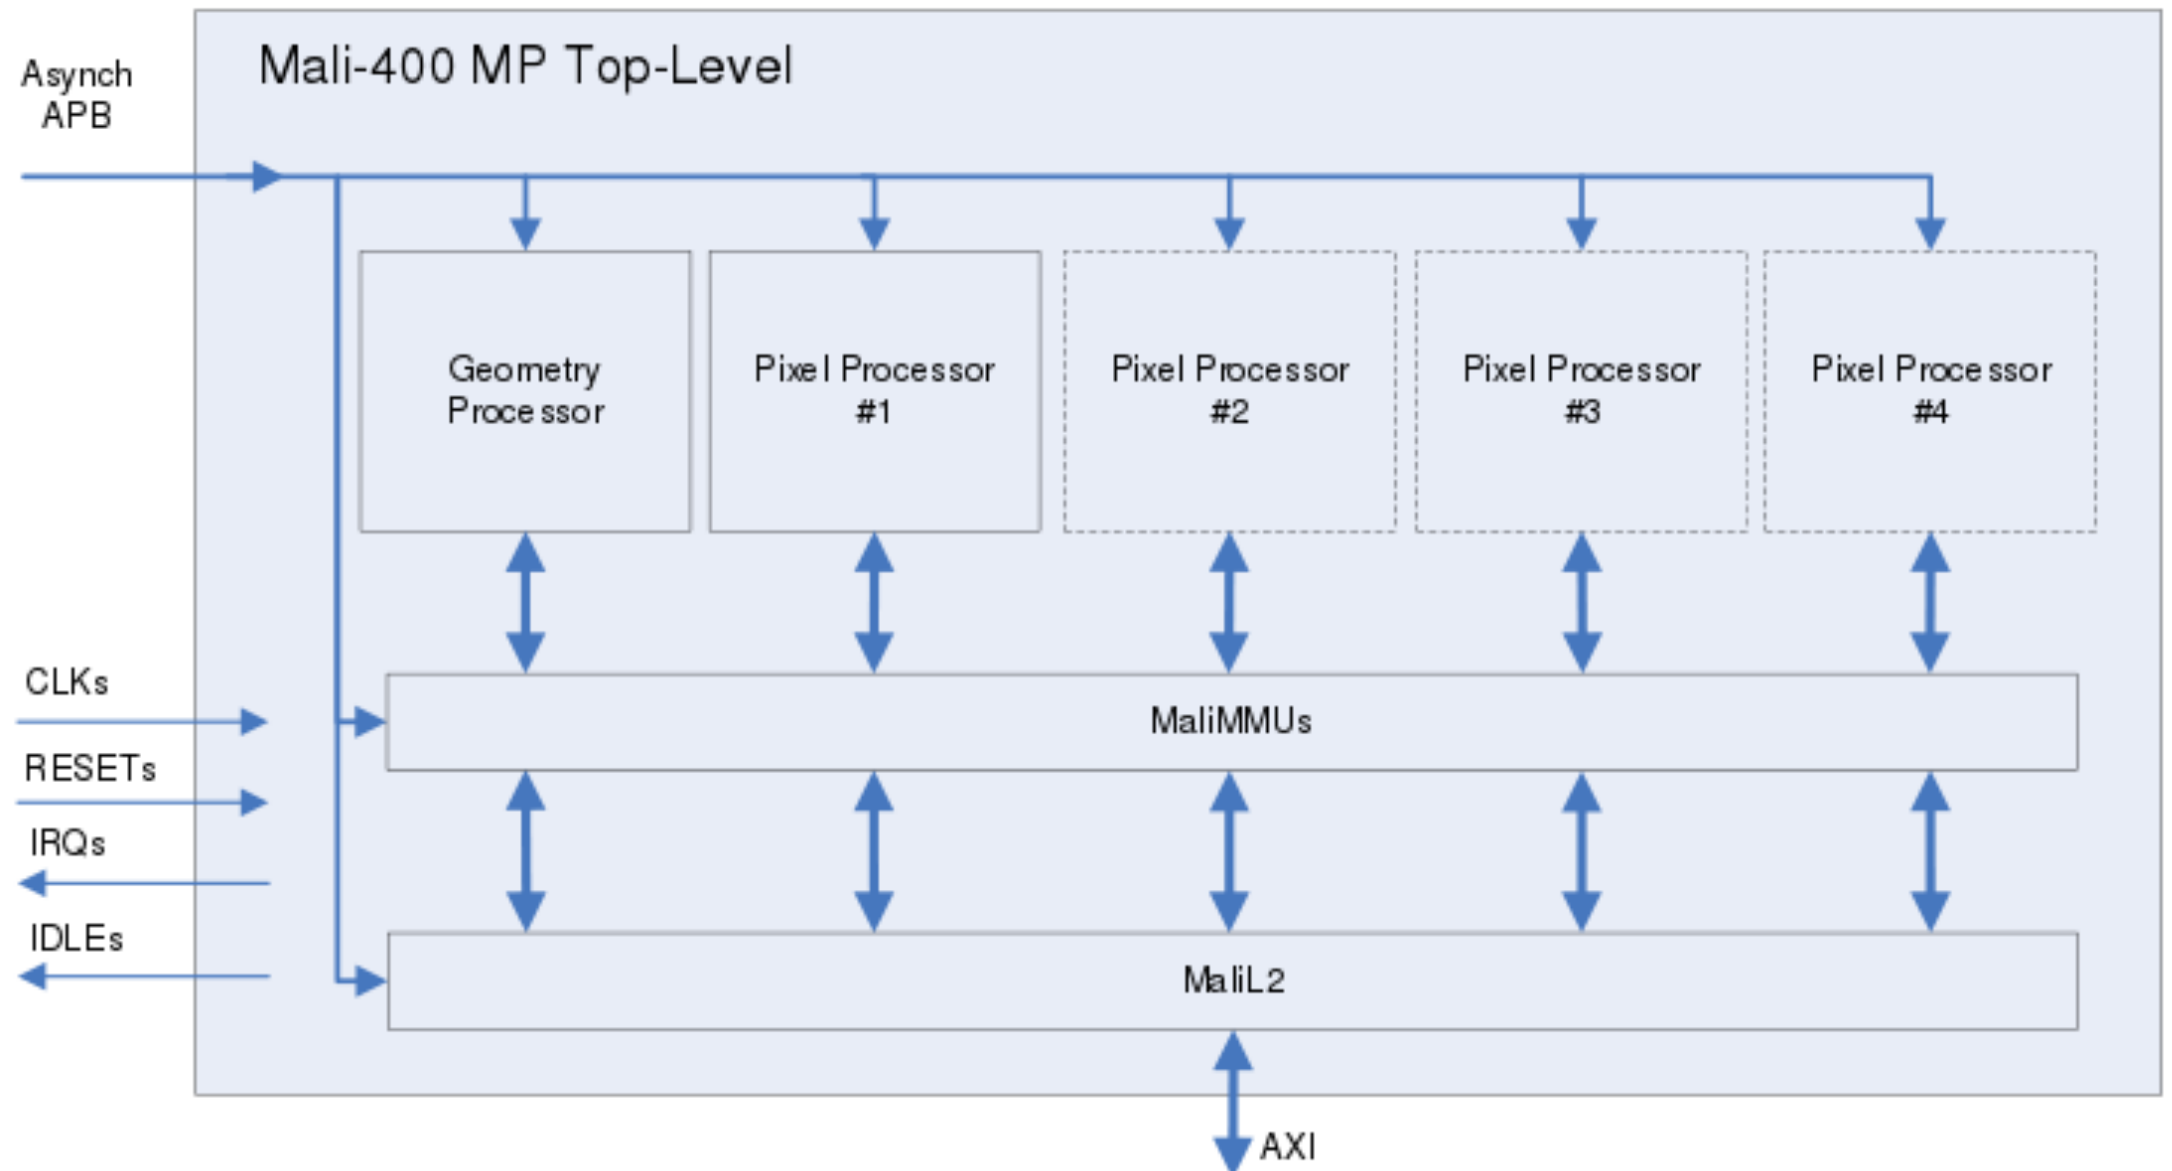 Mali-400 MP Top-Level
Asynch
APB
Geometry
Processor
Pixel Processor
#1
Pixel Processor
#2
Pixel Processor
#3
Pixel Processor
#4
CLKs
MaliMMUs
RESETs
IRQs
IDLEs
MaliL2
AXI